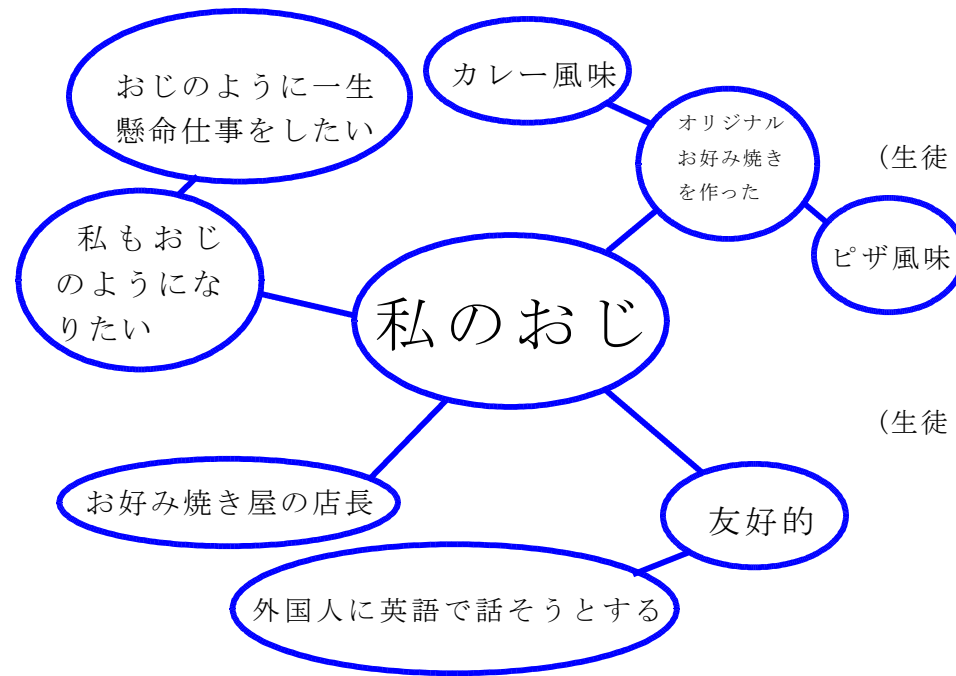 おじのように一生
懸命仕事をしたい
カレー風味
オリジナル
お好み焼き
を作った
(生徒
ピザ風味
私もおじ
のようにな
りたい
私のおじ
(生徒
お好み焼き屋の店長
友好的
外国人に英語で話そうとする